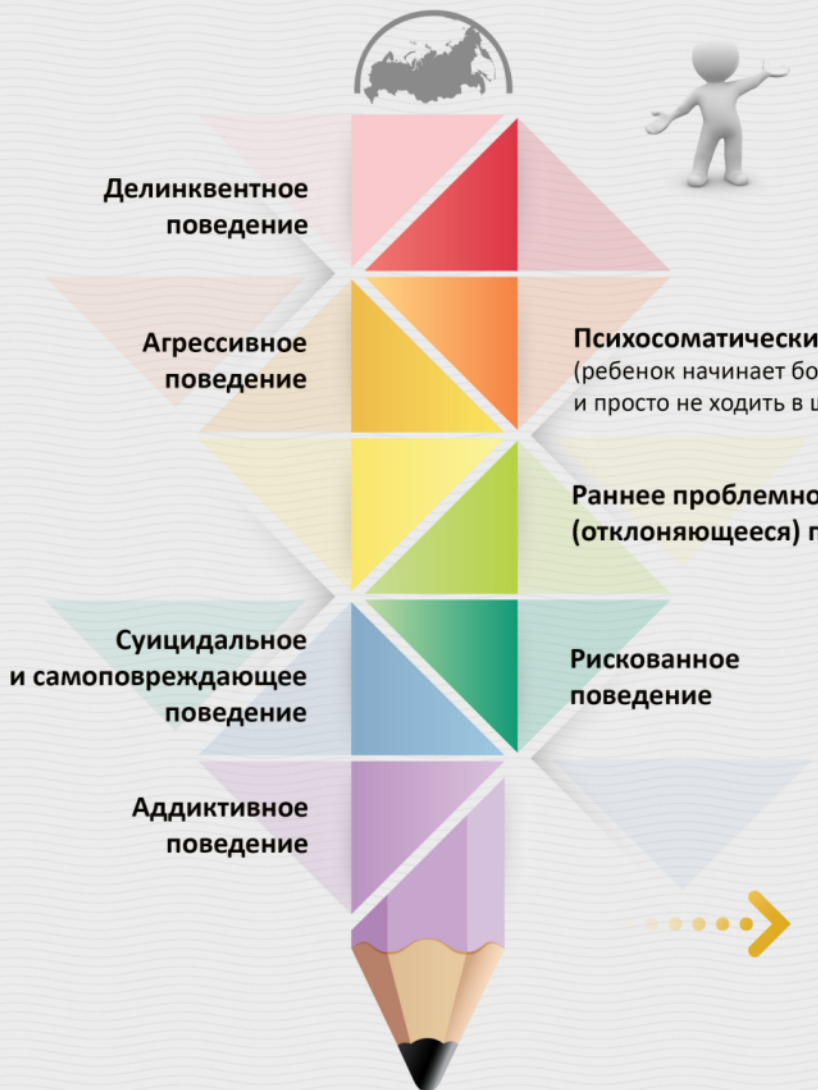 Делинквентное
поведение
Агрессивное
поведение
Психосоматически
(ребенок начинает бо
и просто не ходить в ш
Раннее проблемно
(отклоняющееся) п
Суицидальное
и самоповреждающее
поведение
Рискованное
поведение
Аддиктивное
поведение